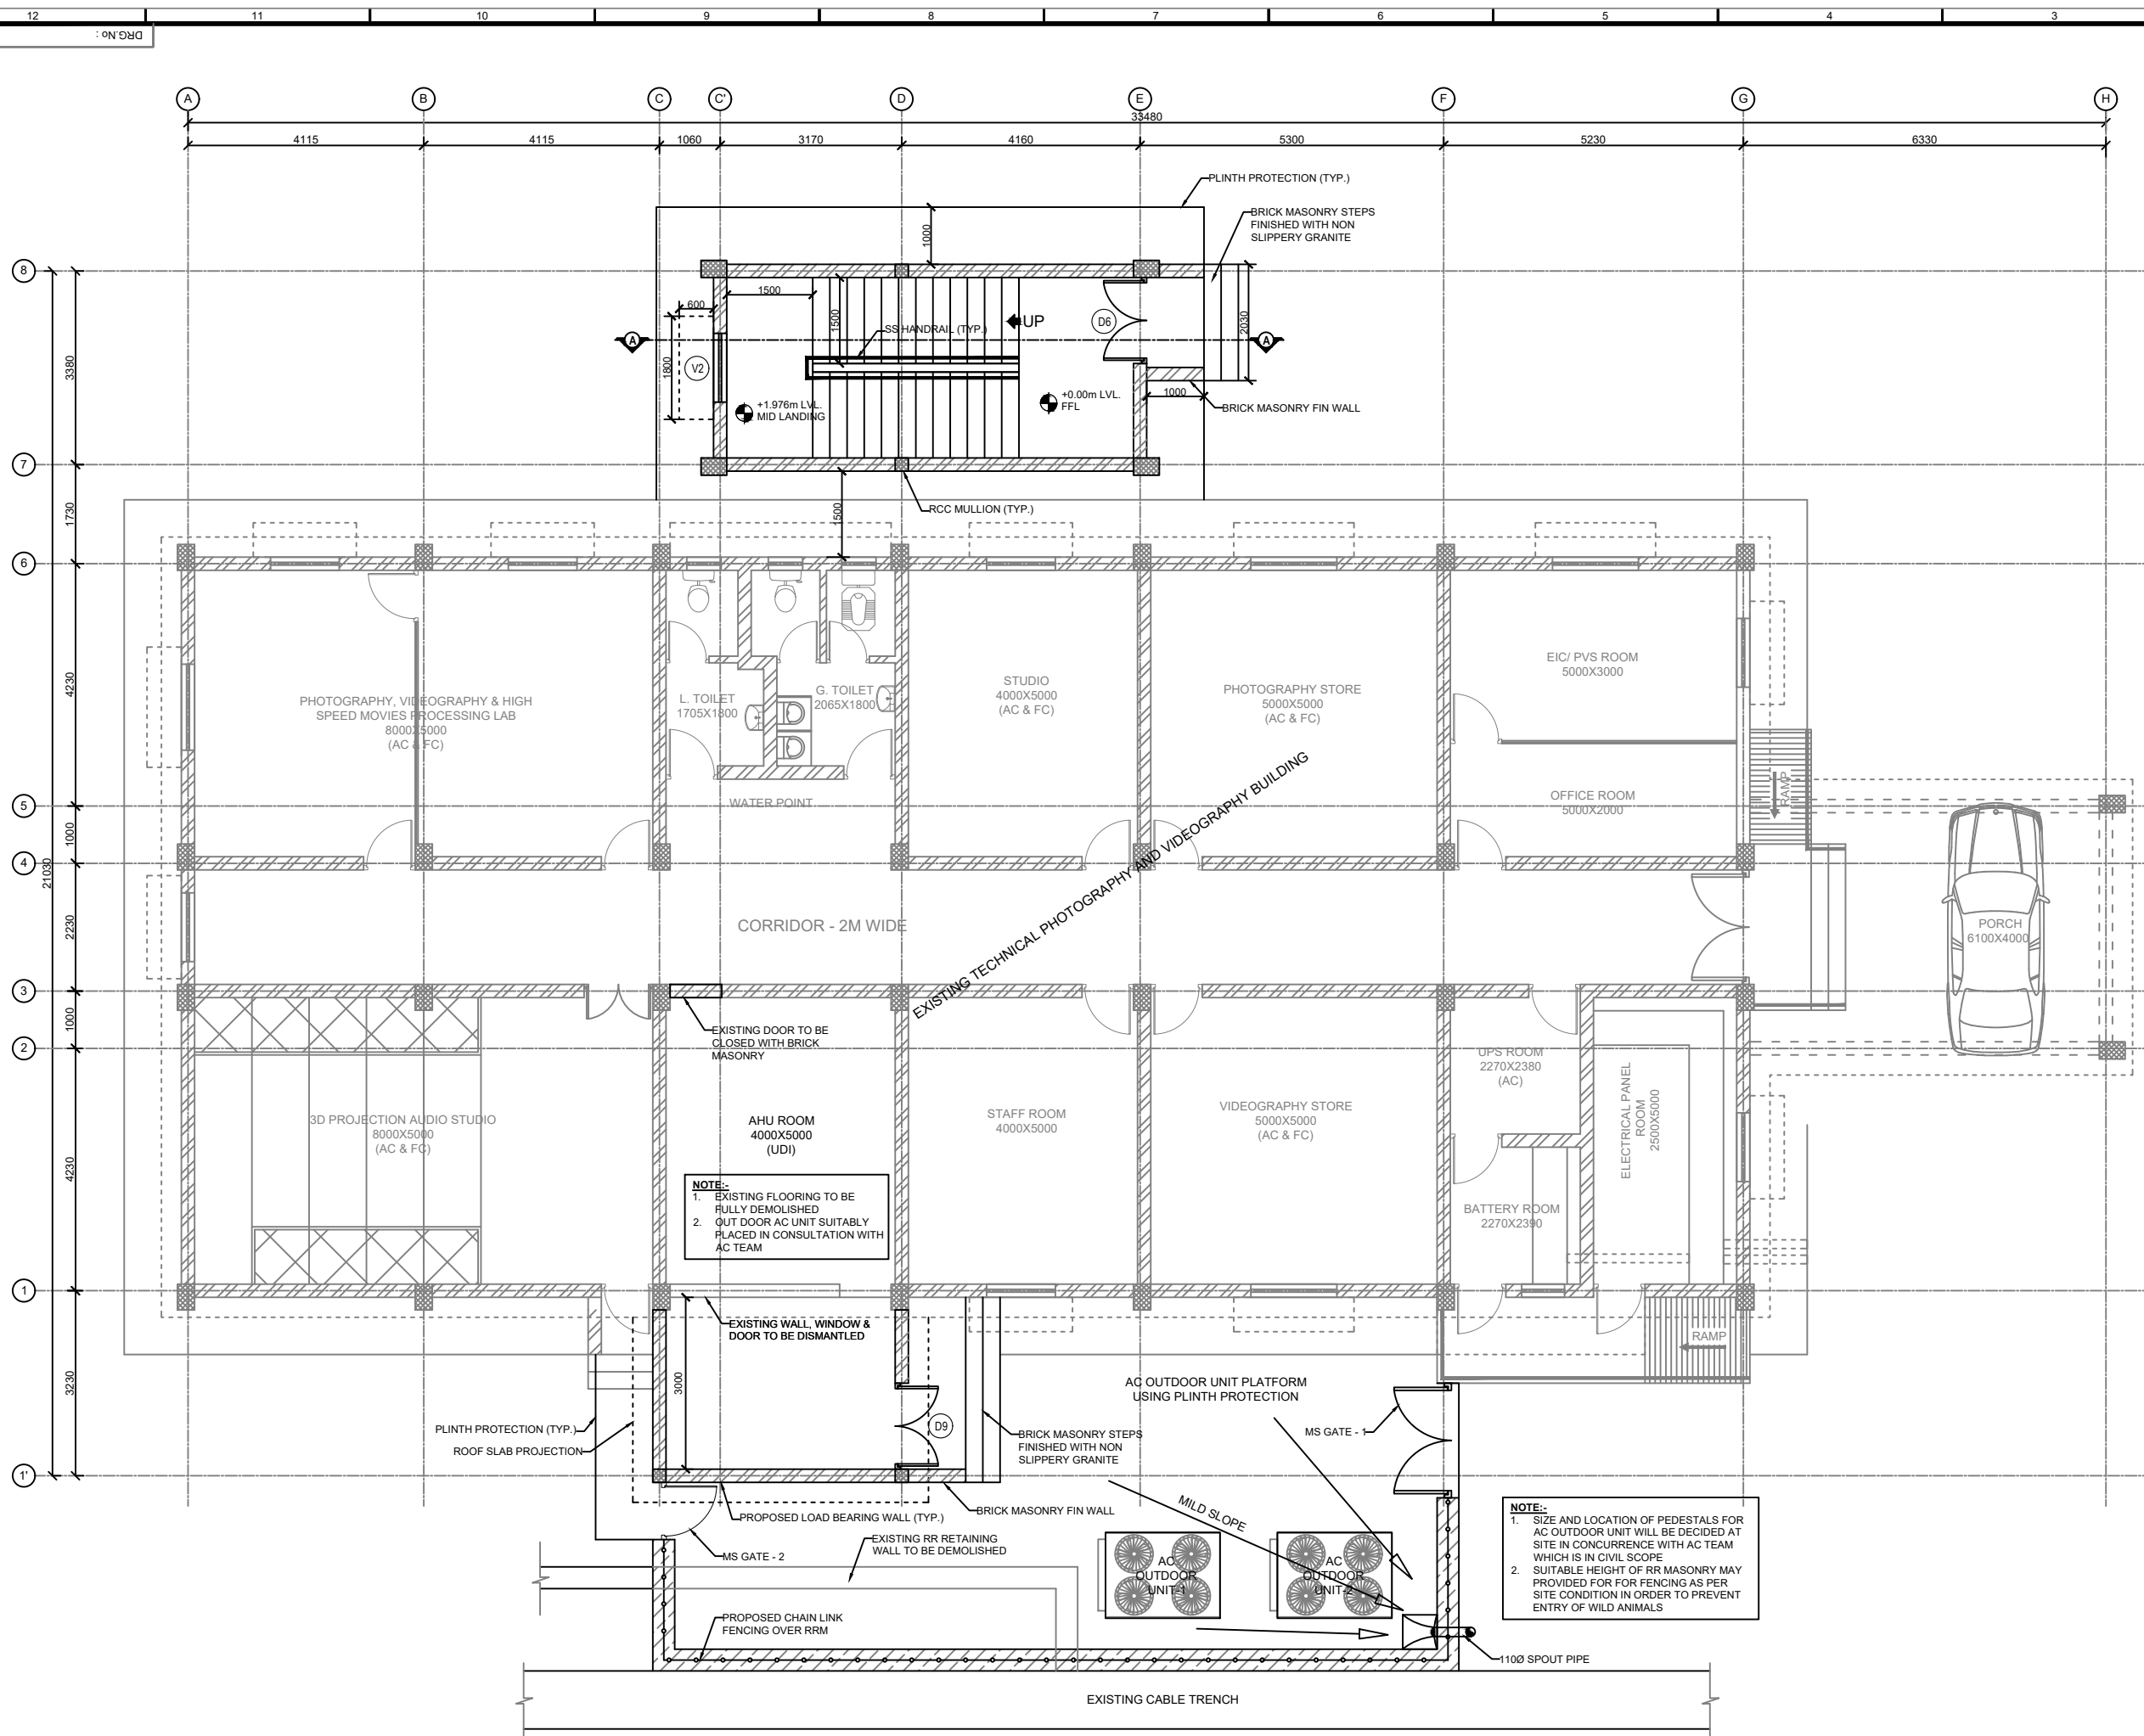 12 11 10 9 8 7 6 5 4 3
DRG.No :
A B C C' D E F G H
33480
4115 4115 1060 3170 4160 5300 5230 6330
PLINTH PROTECTION (TYP.)
BRICK MASONRY STEPS
FINISHED WITH NON
SLIPPERY GRANITE
1000
8
1500
600
1500
SS HANDRAIL (TYP.)
UP
D6
2030
A
A
3380
1800
V2
+1.976m LVL.
MID LANDING
+0.00m LVL.
FFL
1000
BRICK MASONRY FIN WALL
7
1730
1500
RCC MULLION (TYP.)
6
4230
PHOTOGRAPHY, VIDEOGRAPHY & HIGH
SPEED MOVIES PROCESSING LAB
8000X5000
(AC & FC)
L. TOILET
1705X1800
G. TOILET
2065X1800
STUDIO
4000X5000
(AC & FC)
PHOTOGRAPHY STORE
5000X5000
(AC & FC)
EIC/ PVS ROOM
5000X3000
OFFICE ROOM
5000X2000
RAMP
WATER POINT
5
1000
4
21030
2230
CORRIDOR - 2M WIDE
EXISTING TECHNICAL PHOTOGRAPHY AND VIDEOGRAPHY BUILDING
PORCH
6100X4000
3
1000
2
EXISTING DOOR TO BE
CLOSED WITH BRICK
MASONRY
UPS ROOM
2270X2380
(AC)
ELECTRICAL PANEL
ROOM
2500X5000
3D PROJECTION AUDIO STUDIO
8000X5000
(AC & FC)
AHU ROOM
4000X5000
(UDI)
STAFF ROOM
4000X5000
VIDEOGRAPHY STORE
5000X5000
(AC & FC)
4230
NOTE:-
1. EXISTING FLOORING TO BE
FULLY DEMOLISHED
2. OUT DOOR AC UNIT SUITABLY
PLACED IN CONSULTATION WITH
AC TEAM
BATTERY ROOM
2270X2390
1
EXISTING WALL, WINDOW &
DOOR TO BE DISMANTLED
RAMP
3230
3000
AC OUTDOOR UNIT PLATFORM
USING PLINTH PROTECTION
PLINTH PROTECTION (TYP.)
ROOF SLAB PROJECTION
D9
BRICK MASONRY STEPS
FINISHED WITH NON
SLIPPERY GRANITE
MS GATE - 1
1'
BRICK MASONRY FIN WALL
PROPOSED LOAD BEARING WALL (TYP.)
MILD SLOPE
EXISTING RR RETAINING
WALL TO BE DEMOLISHED
MS GATE - 2
AC
OUTDOOR
UNIT-1
AC
OUTDOOR
UNIT-2
NOTE:-
1. SIZE AND LOCATION OF PEDESTALS FOR
AC OUTDOOR UNIT WILL BE DECIDED AT
SITE IN CONCURRENCE WITH AC TEAM
WHICH IS IN CIVIL SCOPE
2. SUITABLE HEIGHT OF RR MASONRY MAY
PROVIDED FOR FOR FENCING AS PER
SITE CONDITION IN ORDER TO PREVENT
ENTRY OF WILD ANIMALS
PROPOSED CHAIN LINK
FENCING OVER RRM
110Ø SPOUT PIPE
EXISTING CABLE TRENCH